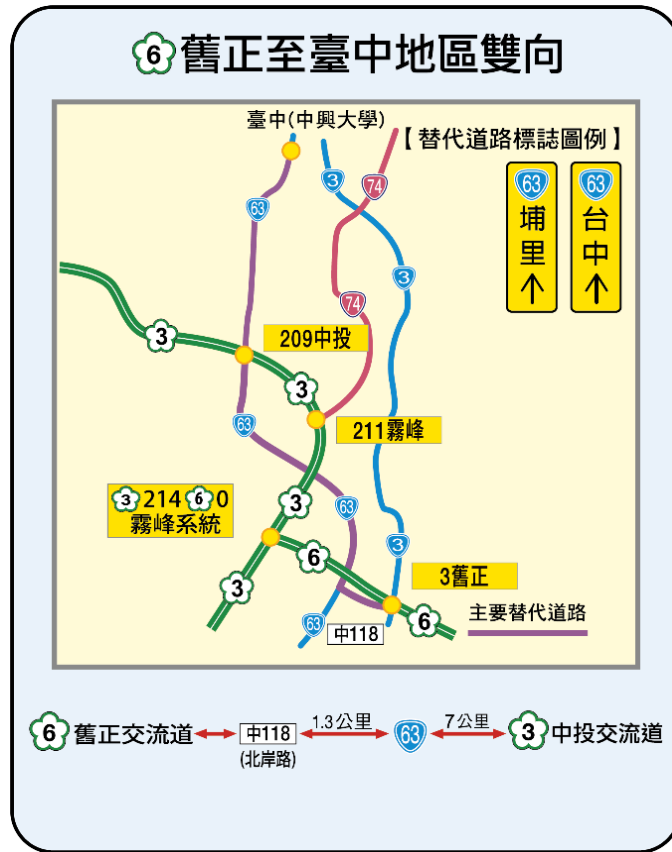 6 舊正至臺中地區雙向
臺中(中興大學)
【替代道路標誌圖例】
63
埔里
↑
63
台中
↑
3
74
63
3
74
3
209中投
3
63
211霧峰
3 214 6 0
霧峰系統
3
63
3
6
3舊正
3
63
中118
6
主要替代道路
6 舊正交流道 中118 1.3公里 63 7公里 3 中投交流道
(北岸路)